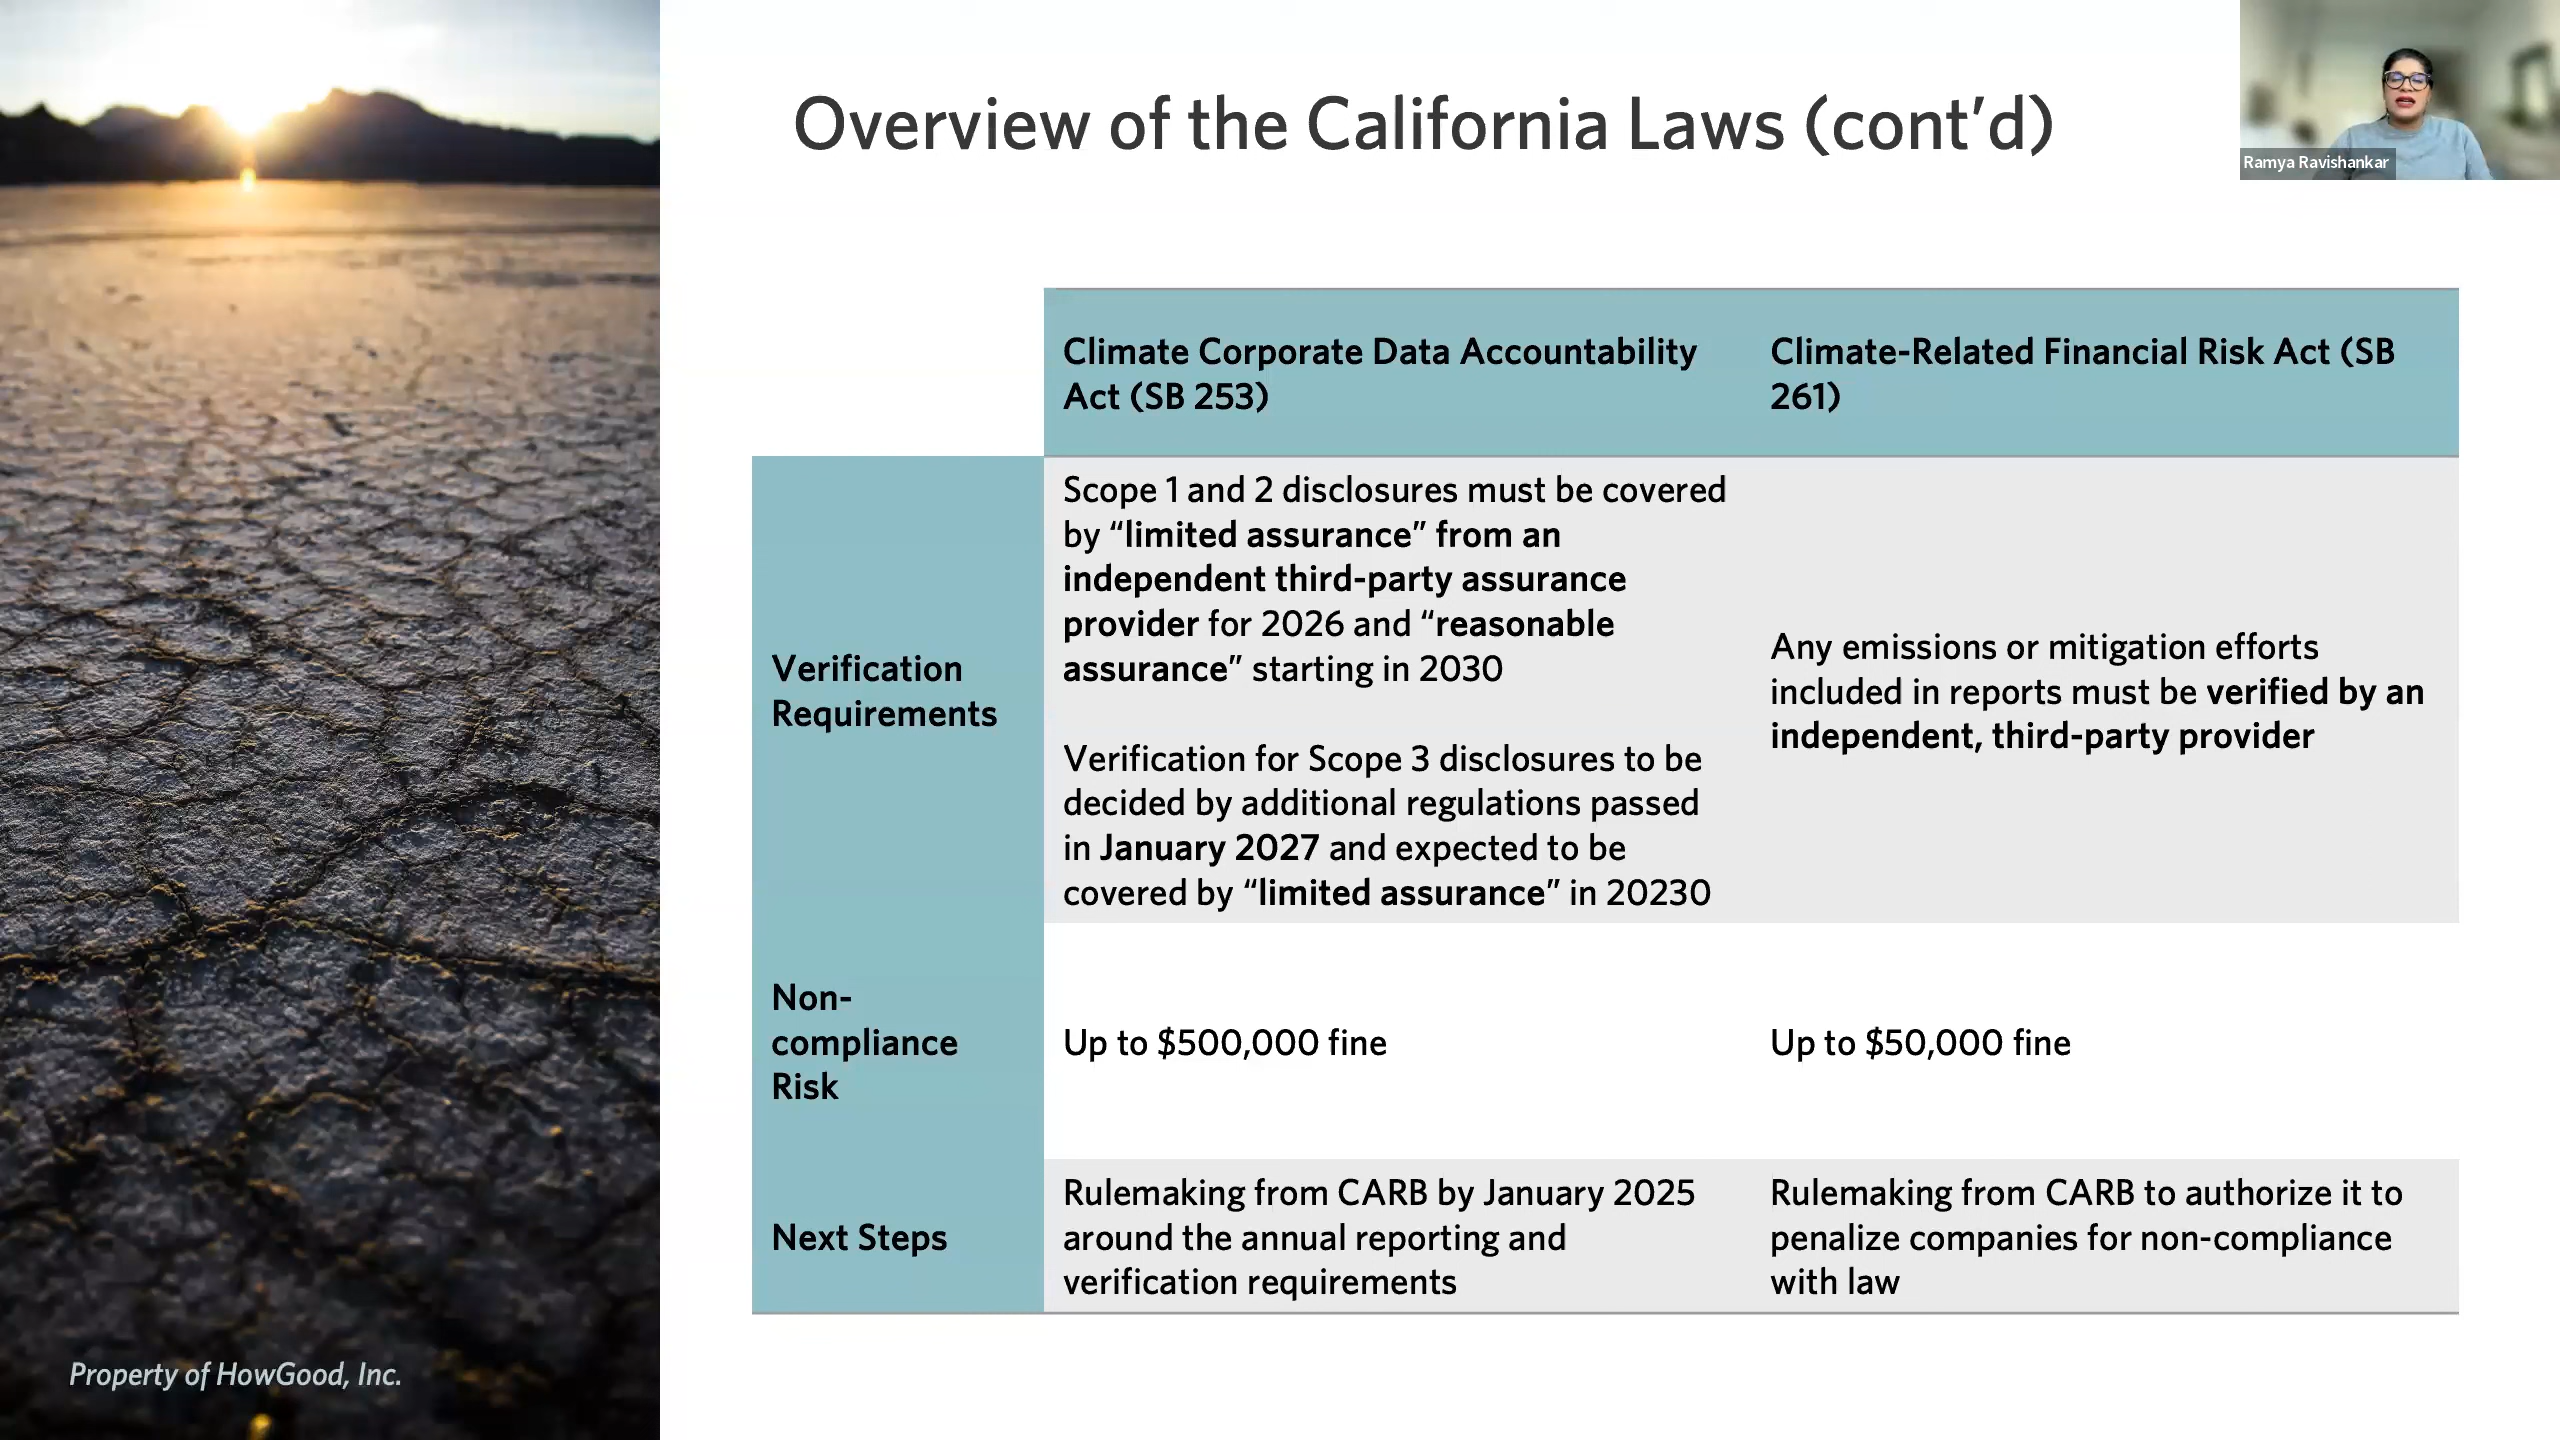 Overview of the California Laws (cont’d)
Ramya Ravishankar
Climate Corporate Data Accountability
Act (SB 253)
Climate-Related Financial Risk Act (SB
261)
Verification
Requirements
Scope 1 and 2 disclosures must be covered
by “limited assurance” from an
independent third-party assurance
provider for 2026 and “reasonable
assurance” starting in 2030
Verification for Scope 3 disclosures to be
decided by additional regulations passed
in January 2027 and expected to be
covered by “limited assurance” in 20230
Any emissions or mitigation efforts
included in reports must be verified by an
independent, third-party provider
Non-
compliance
Risk
Up to $500,000 fine
Up to $50,000 fine
Next Steps
Rulemaking from CARB by January 2025
around the annual reporting and
verification requirements
Rulemaking from CARB to authorize it to
penalize companies for non-compliance
with law
Property of HowGood, Inc.